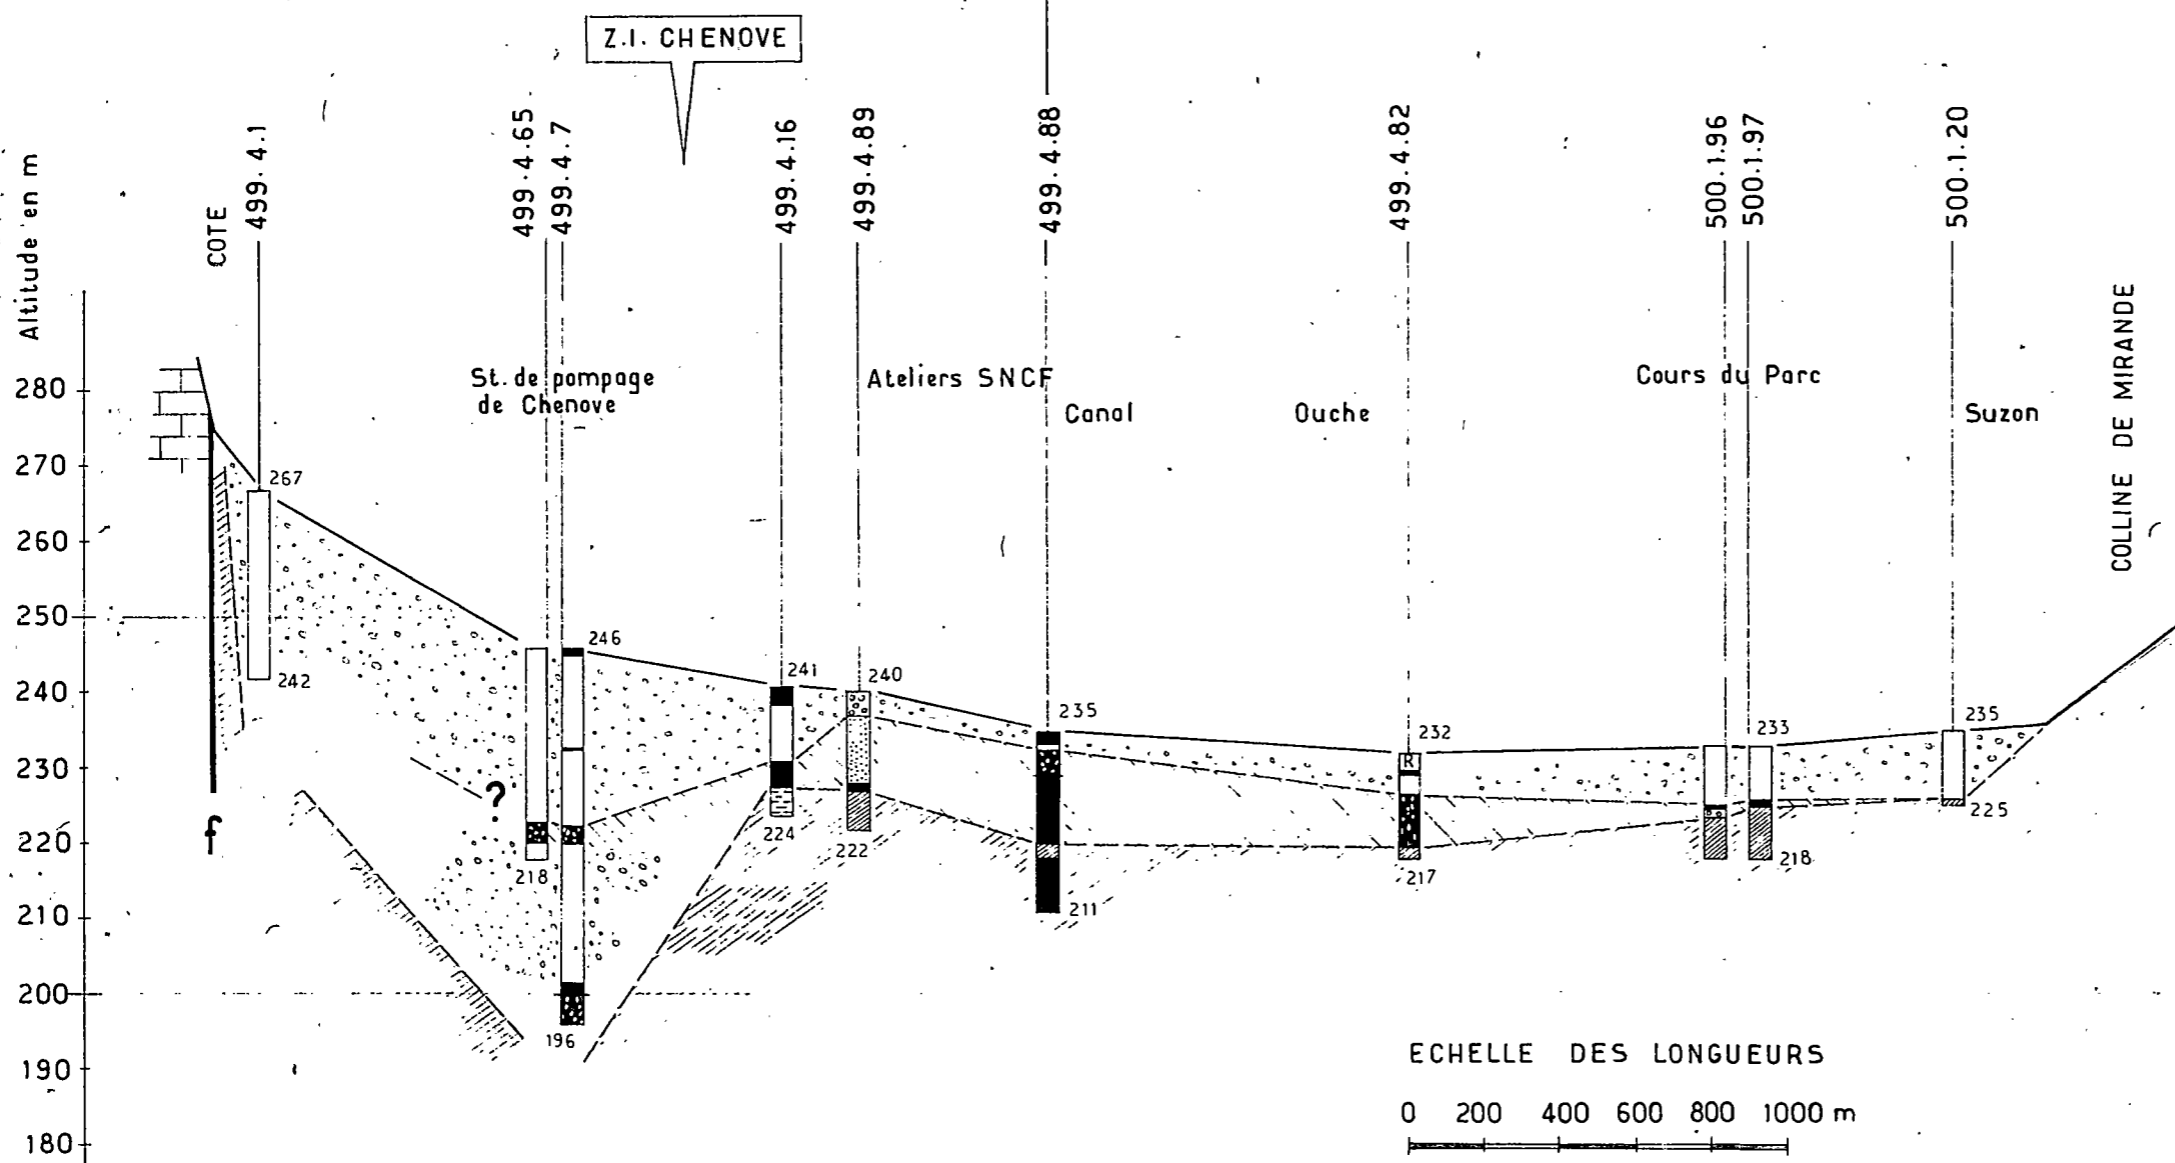 Z.I. CHENOVE
Altitude en m
COTE
499.4.1
499.4.65
499.4.7
499.4.16
499.4.89
499.4.88
499.4.82
500.1.96
500.1.97
500.1.20
COLLINE DE MIRANDE
St. de pompage
de Chenove
Ateliers SNCF
Canal
Ouche
Cours du Parc
Suzon
280
270
260
250
240
230
220
210
200
190
180
267
242
f
?
246
218
196
241
224
240
222
235
211
232
R
217
233
218
235
225
ECHELLE DES LONGUEURS
0 200 400 600 800 1000 m